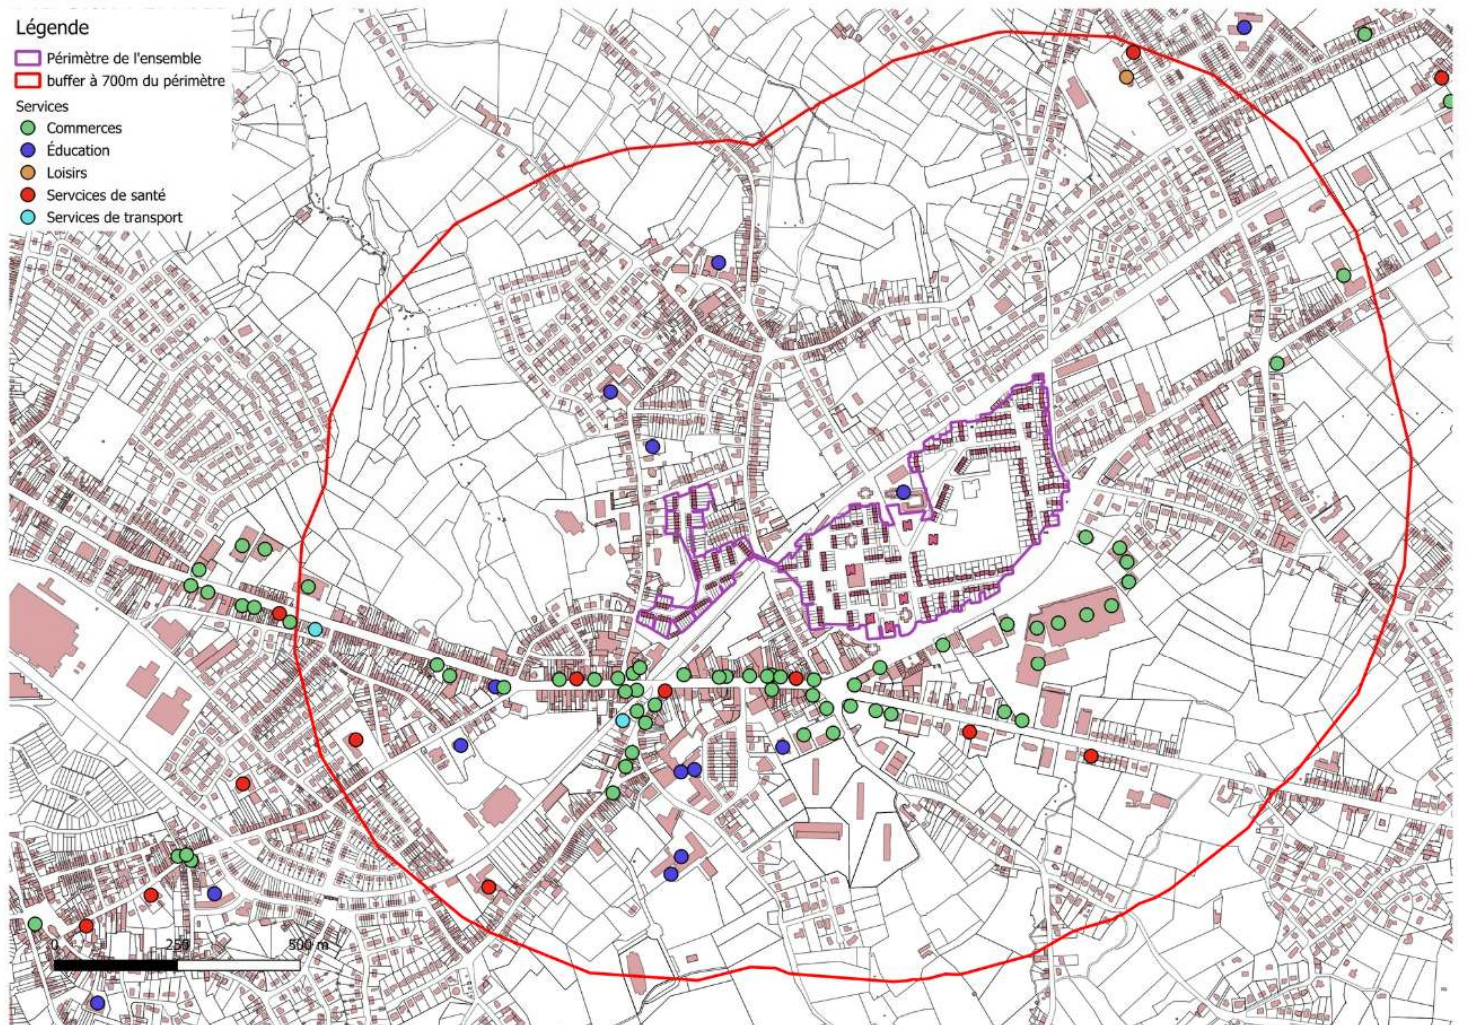 Légende
Périmètre de l'ensemble
buffer à 700m du périmètre
Services
Commerces
Éducation
Loisirs
Servcices de santé
Services de transport
0 250 500 m